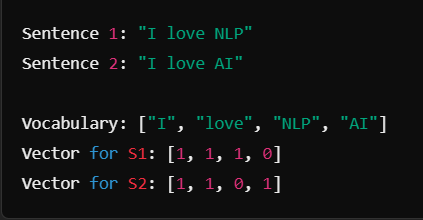 Sentence 1: "I love NLP"
Sentence 2: "I love AI"
Vocabulary: ["I", "love", "NLP", "AI"]
Vector for S1: [1, 1, 1, 0]
Vector for S2: [1, 1, 0, 1]